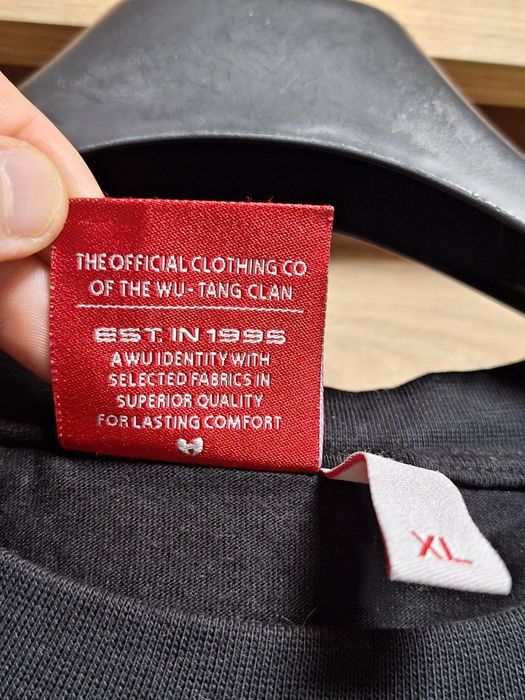 THE OFFICIAL CLOTHING CO
OF THE WU-TANG CLAN
EST. IN 1995
A WU IDENTITY WITH
SELECTED FABRICS IN
SUPERIOR QUALITY
FOR LASTING COMFORT
XL